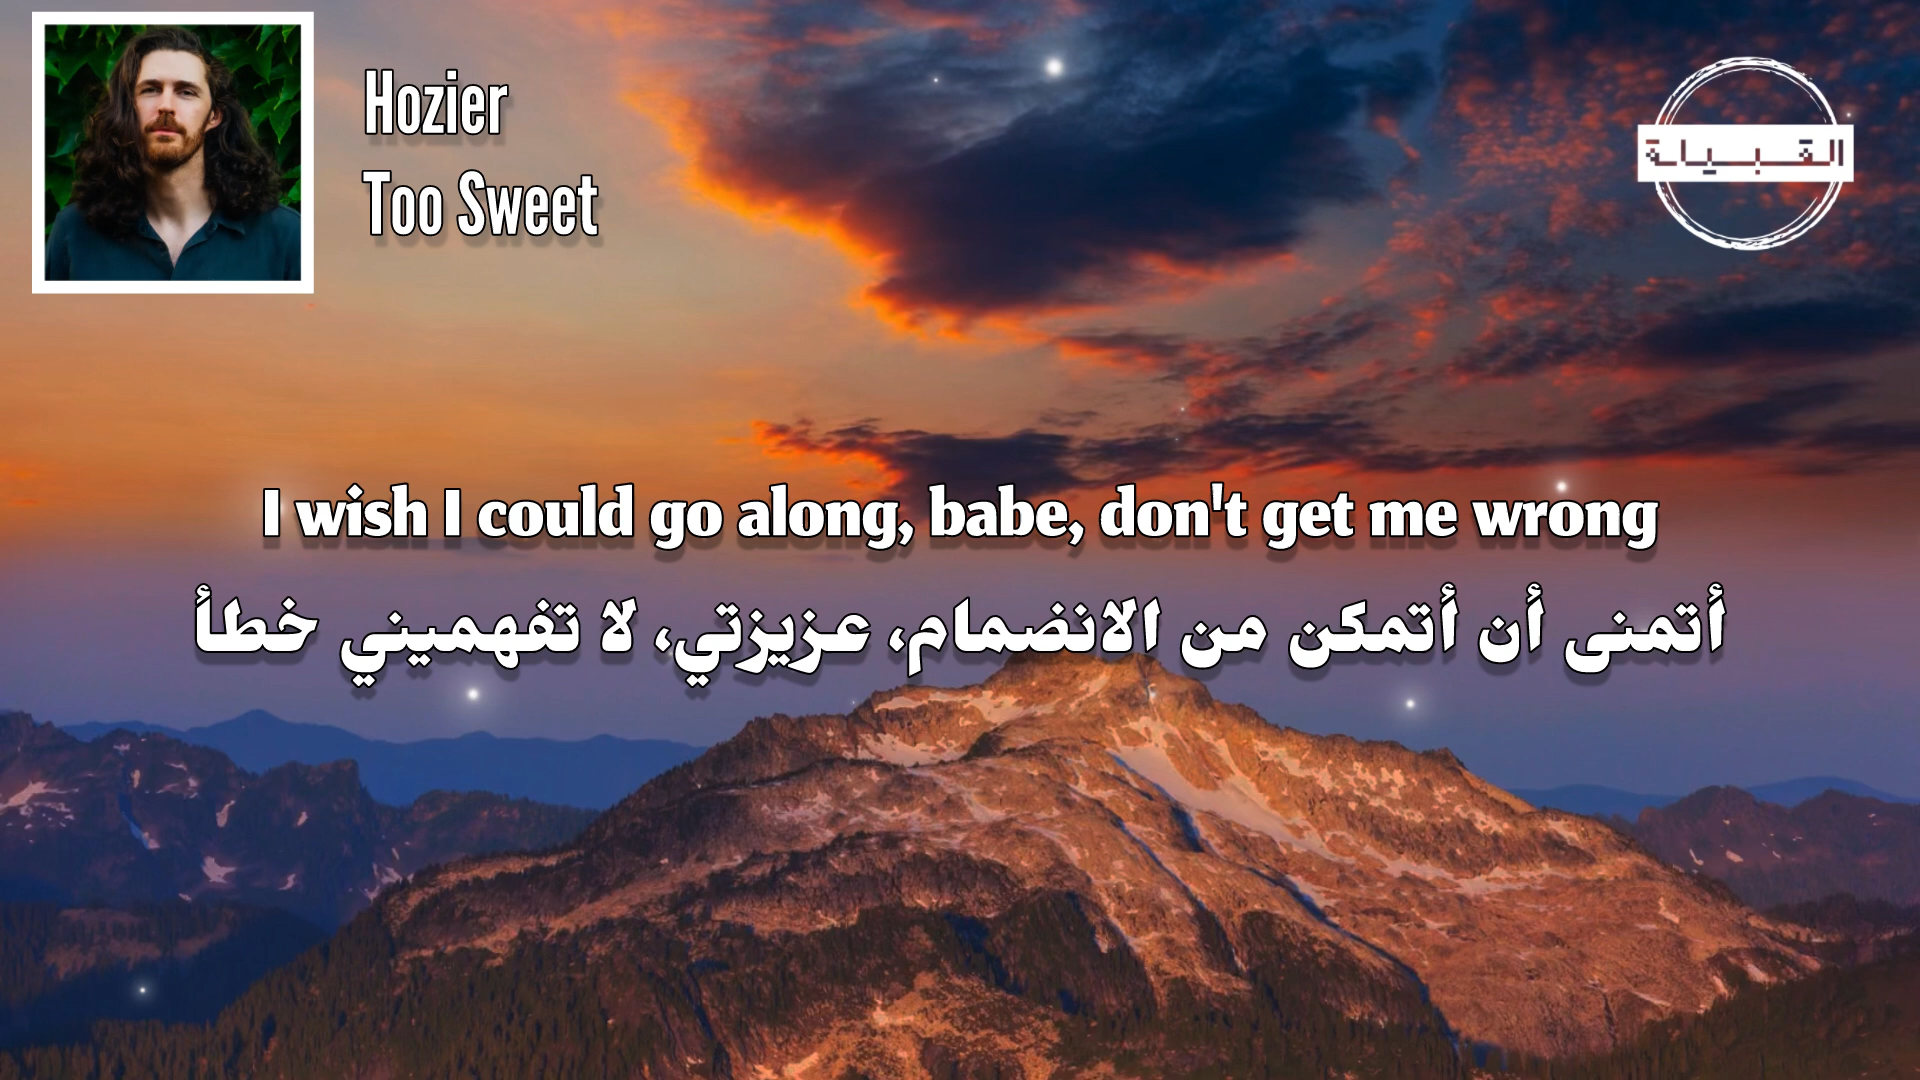 Hozier
Too Sweet
القبيالة
I wish I could go along, babe, don't get me wrong
أتمنى أن أتمكن من الانضمام، عزيزتي، لا تفهميني خطأ